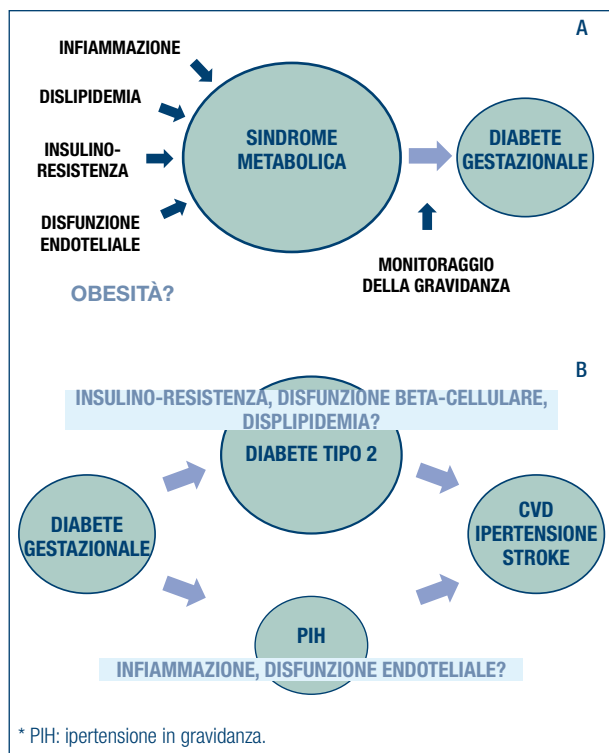 A
INFIAMMAZIONE
DISLIPIDEMIA
INSULINO-
RESISTENZA
DISFUNZIONE
ENDOTELIALE
OBESITÀ?
SINDROME
METABOLICA
DIABETE
GESTAZIONALE
MONITORAGGIO
DELLA GRAVIDANZA
B
INSULINO-RESISTENZA, DISFUNZIONE BETA-CELLULARE,
DISPLIPIDEMIA?
DIABETE TIPO 2
DIABETE
GESTAZIONALE
CVD
IPERTENSIONE
STROKE
PIH
INFIAMMAZIONE, DISFUNZIONE ENDOTELIALE?
* PIH: ipertensione in gravidanza.